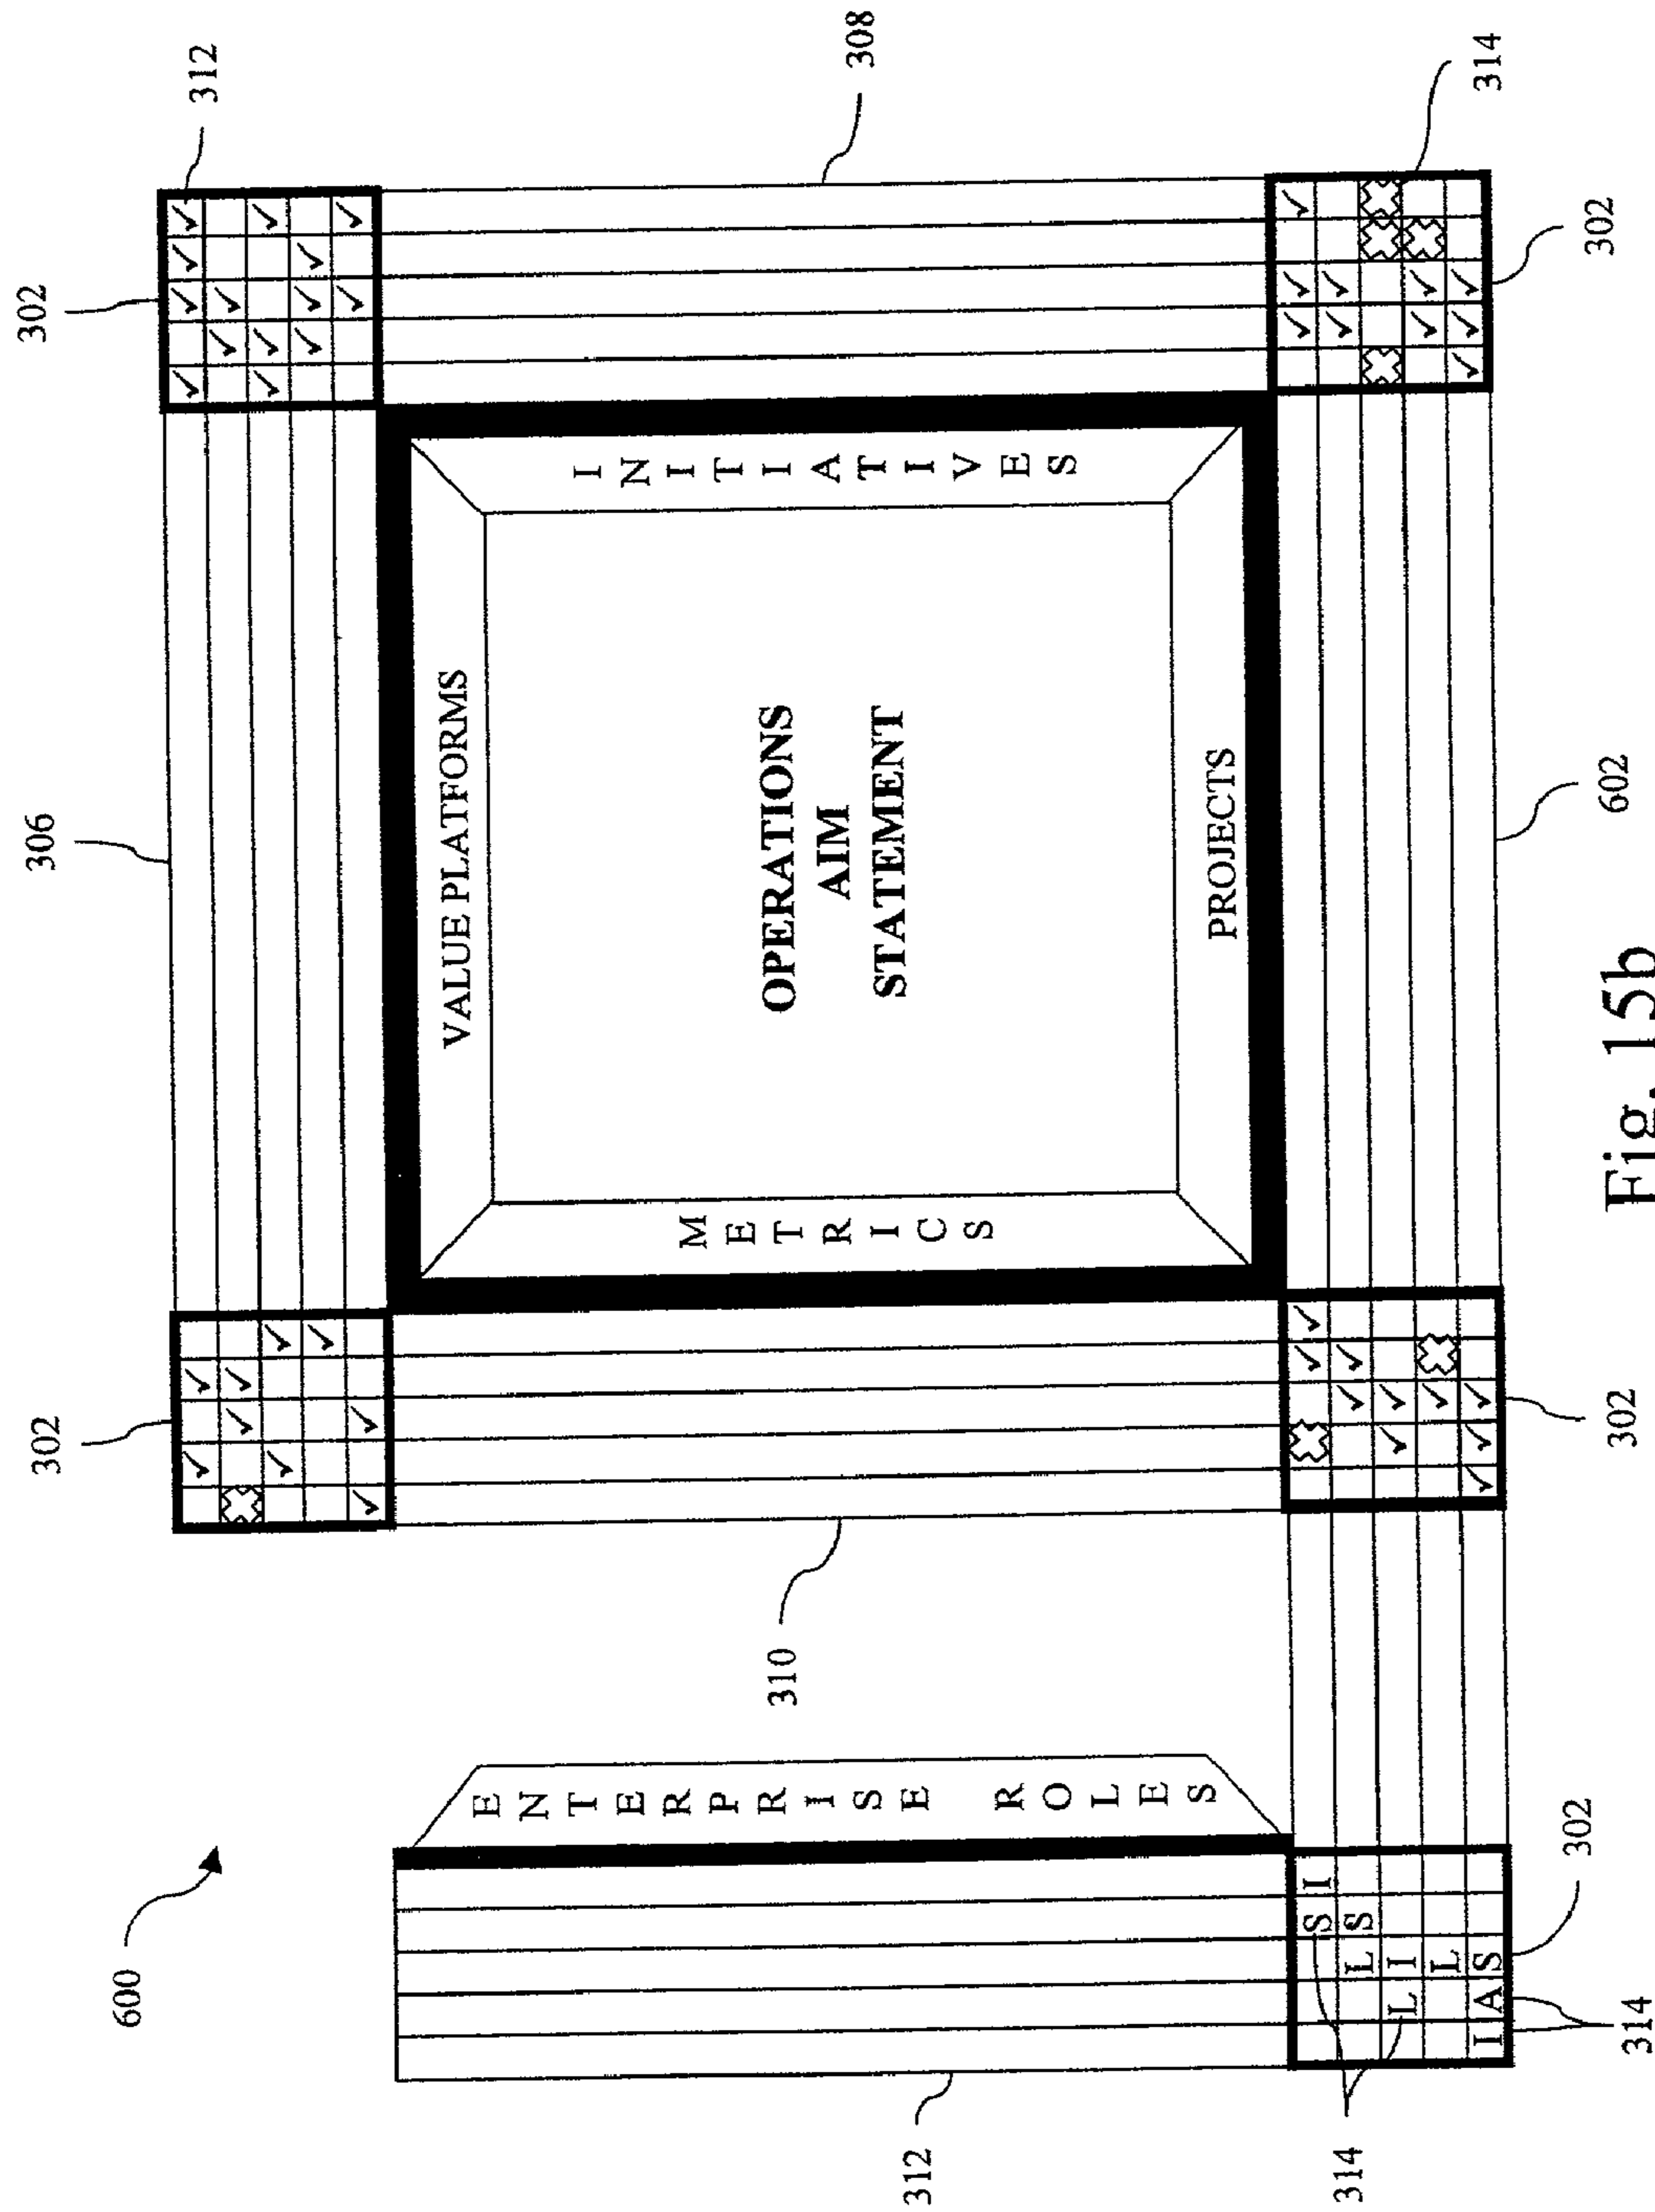 600
302
306
302
312
VALUE PLATFORMS
ENTERPRISE ROLES
METRICS
INITIATIVES
310
OPERATIONS
AIM
STATEMENT
308
312
PROJECTS
S I
L S
L I
L
I A S
314
314
302
302
602
302
314
Fig. 15b